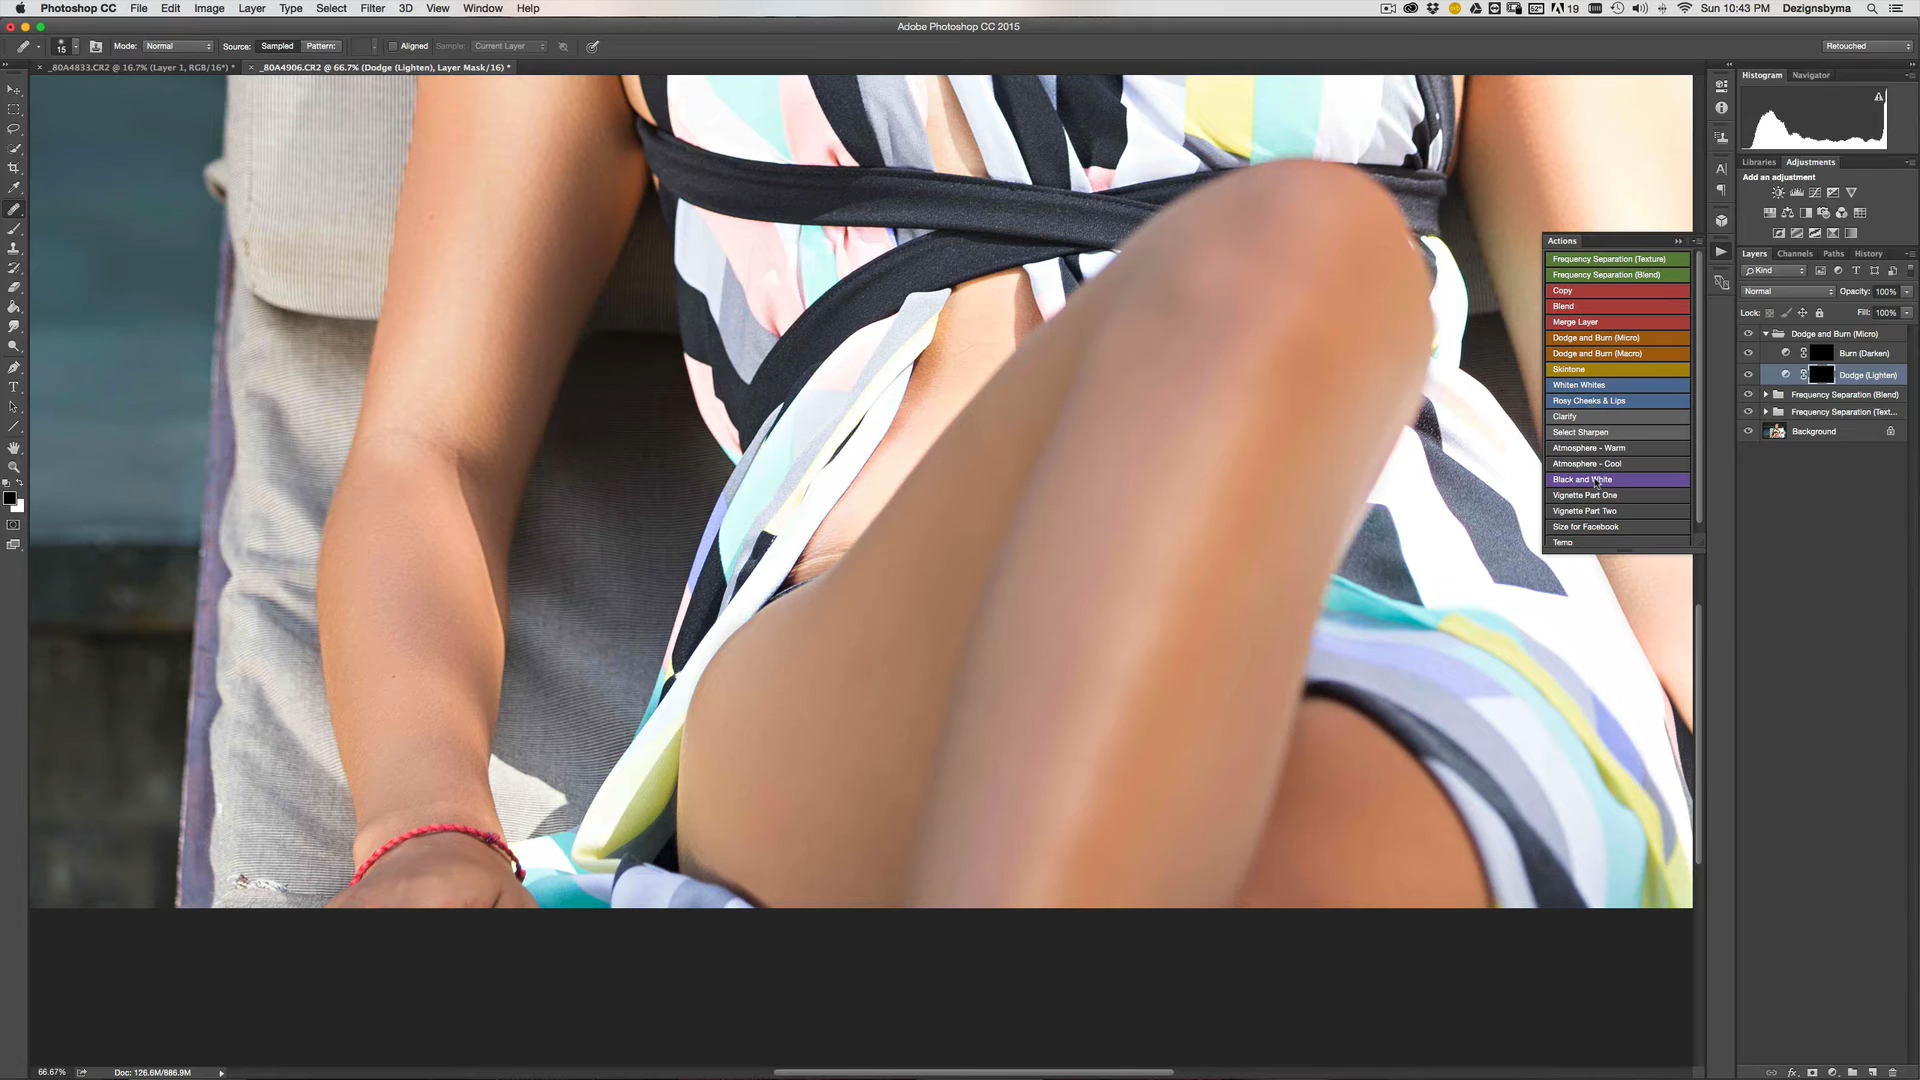 Photoshop CC File Edit Image Layer Type Select Filter 3D View Window Help 52° 19 Sun 10:43 PM Dezignsbyma
Adobe Photoshop CC 2015
15 Mode: Normal Source: Sampled Pattern: Aligned Sample: Current Layer Retouched
_80A4833.CR2 @ 16.7% (Layer 1, RGB/16*) * _80A4906.CR2 @ 66.7% (Dodge (Lighten), Layer Mask/16) *
Histogram Navigator
Libraries Adjustments
Add an adjustment
Actions
Frequency Separation (Texture)
Frequency Separation (Blend)
Copy
Blend
Merge Layer
Dodge and Burn (Micro)
Dodge and Burn (Macro)
Skintone
Whiten Whites
Rosy Cheeks & Lips
Clarify
Select Sharpen
Atmosphere - Warm
Atmosphere - Cool
Black and White
Vignette Part One
Vignette Part Two
Size for Facebook
Temp
Layers Channels Paths History
Kind
Normal Opacity: 100%
Lock: Fill: 100%
Dodge and Burn (Micro)
Burn (Darken)
Dodge (Lighten)
Frequency Separation (Blend)
Frequency Separation (Text...
Background
66.67% Doc: 126.6M/886.9M